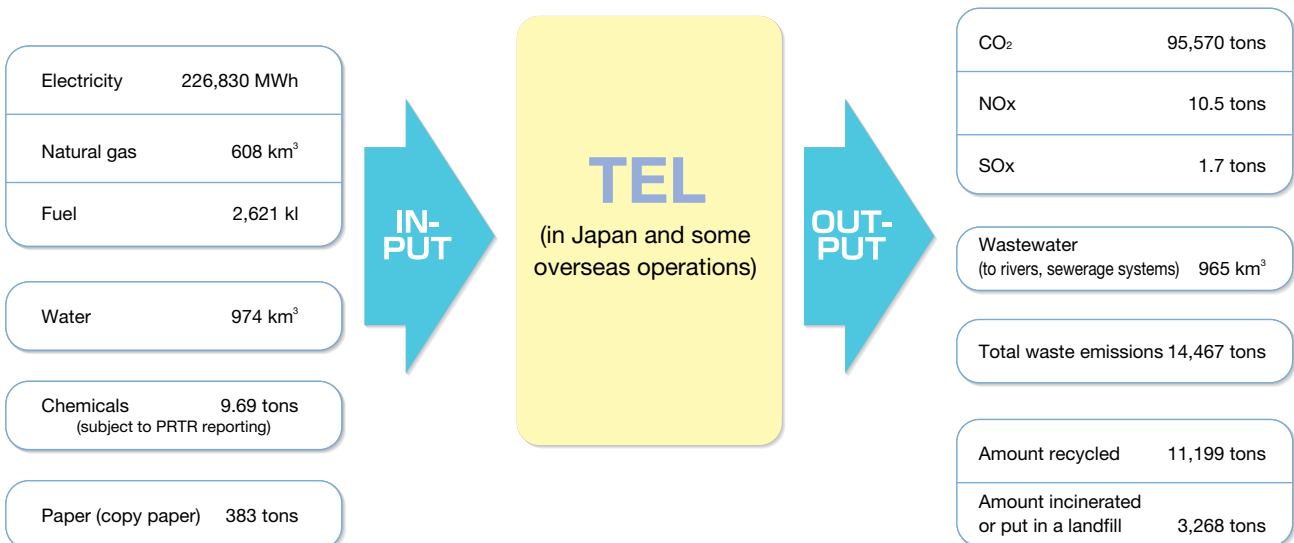 Electricity 226,830 MWh
Natural gas 608 km³
Fuel 2,621 kl
Water 974 km³
Chemicals 9.69 tons
(subject to PRTR reporting)
Paper (copy paper) 383 tons
IN-
PUT
TEL
(in Japan and some
overseas operations)
OUT-
PUT
CO₂ 95,570 tons
NOx 10.5 tons
SOx 1.7 tons
Wastewater
(to rivers, sewerage systems) 965 km³
Total waste emissions 14,467 tons
Amount recycled 11,199 tons
Amount incinerated
or put in a landfill 3,268 tons